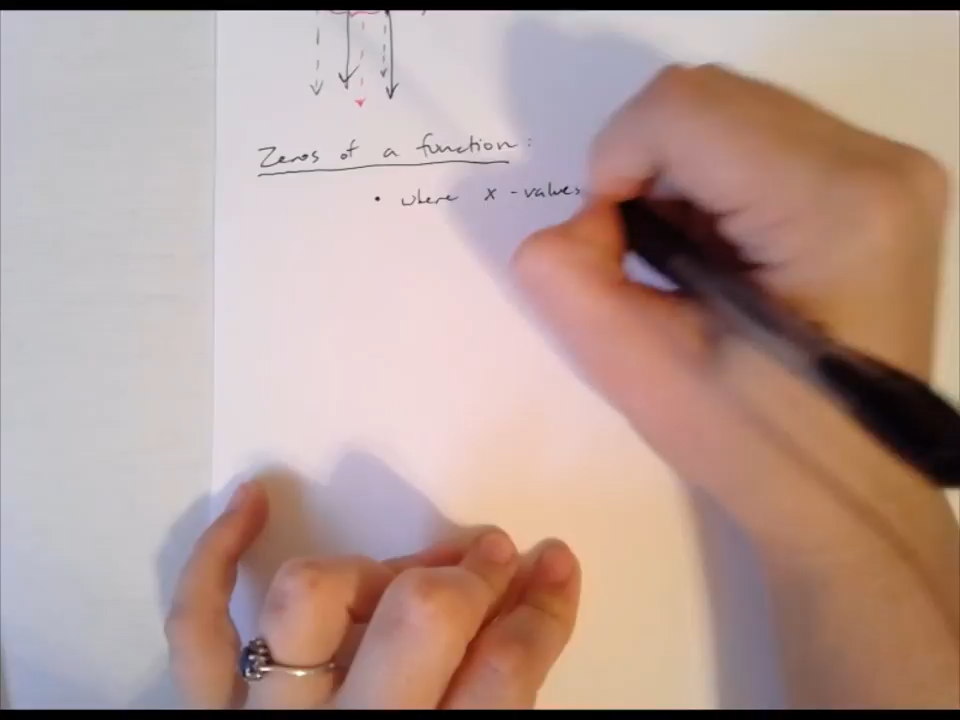 Zeros of a function:
• where x-values